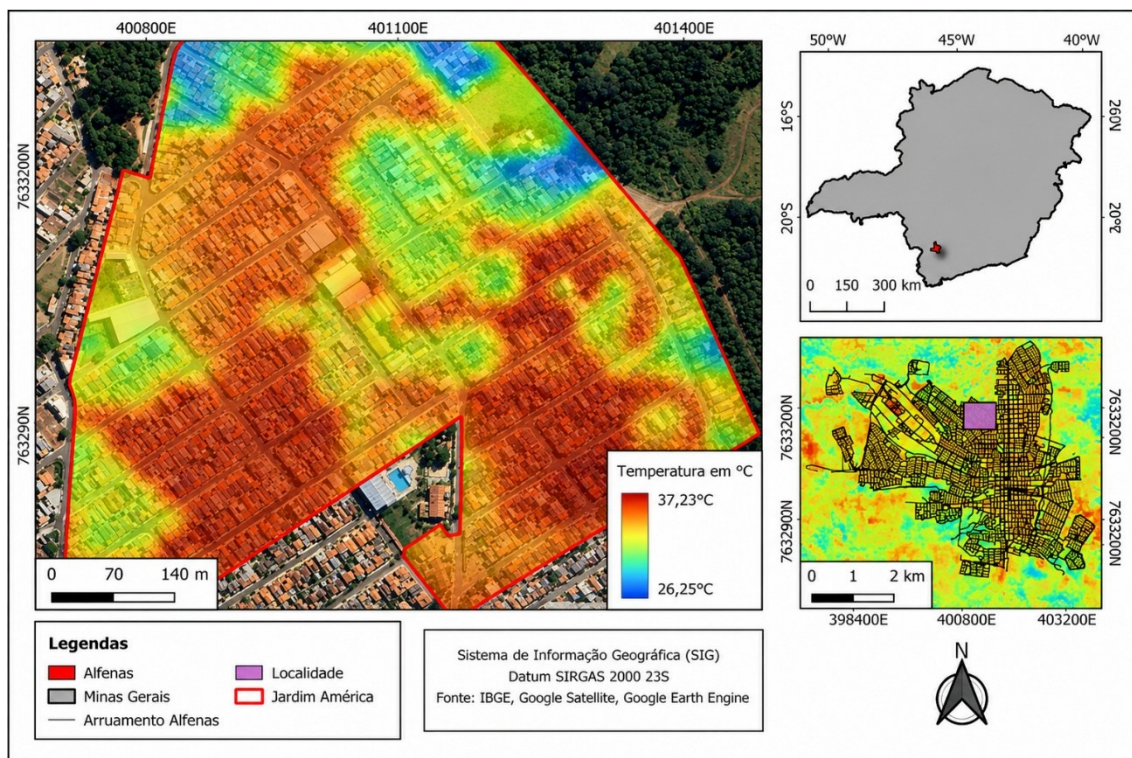 400800E 401100E 401400E
7633200N
763290N
Temperatura em °C
37,23°C
26,25°C
0 70 140 m
50°W 45°W 40°W
16°S
26N
20°S
20°S
0 150 300 km
7633200N
7632900N
7633200N
7633200N
0 1 2 km
398400E 400800E 403200E
Legendas
Alfenas
Localidade
Minas Gerais
Jardim América
Arruamento Alfenas
Sistema de Informação Geográfica (SIG)
Datum SIRGAS 2000 23S
Fonte: IBGE, Google Satellite, Google Earth Engine
N